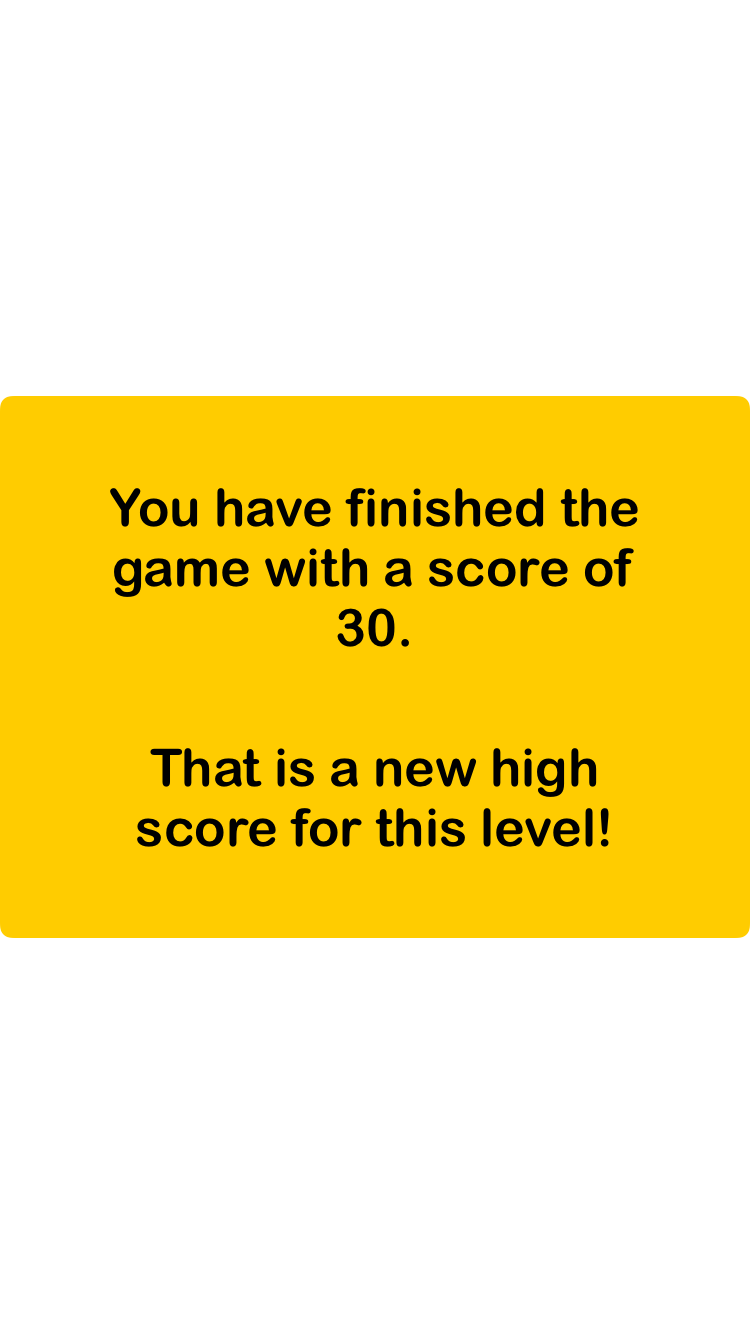 You have finished the
game with a score of
30.
That is a new high
score for this level!